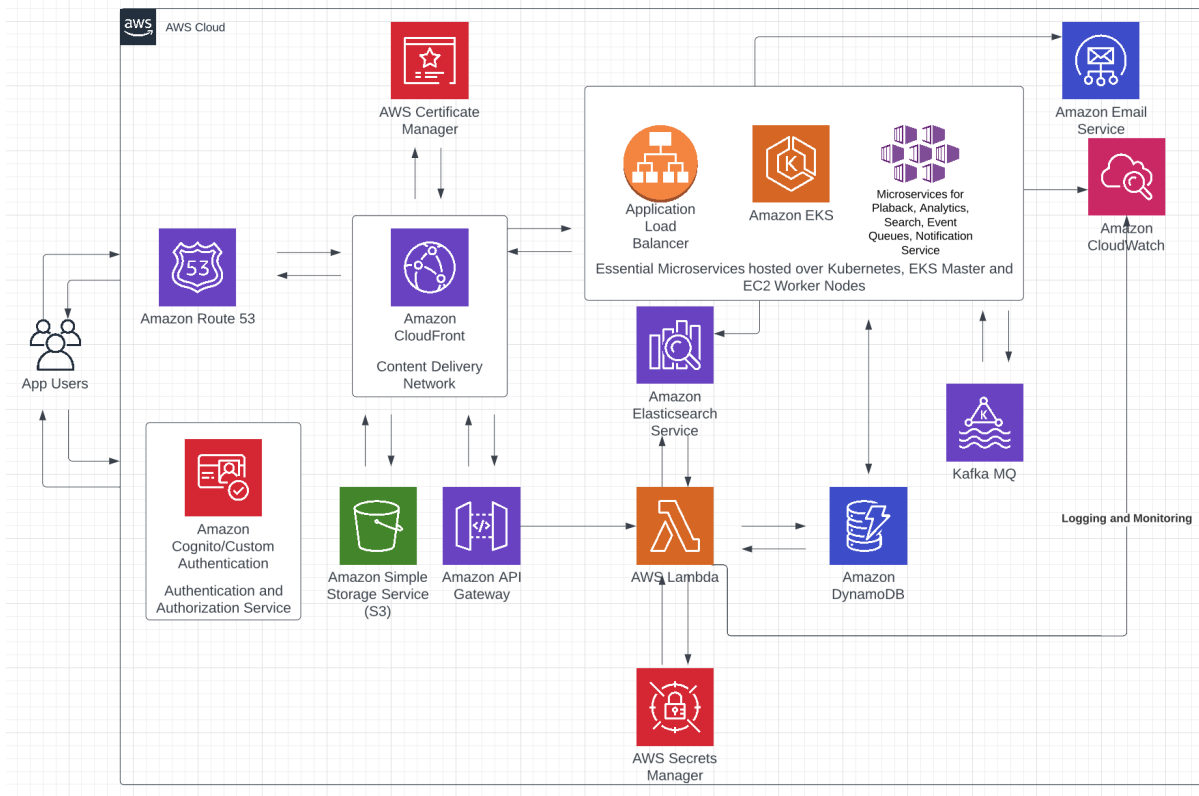 aws
AWS Cloud
AWS Certificate
Manager
Amazon Email
Service
Application
Load
Balancer
K
Amazon EKS
Microservices for
Plaback, Analytics,
Search, Event
Queues, Notification
Service
Essential Microservices hosted over Kubernetes, EKS Master and
EC2 Worker Nodes
Amazon
CloudWatch
53
Amazon Route 53
Amazon
CloudFront
Content Delivery
Network
App Users
Amazon
Elasticsearch
Service
K
Kafka MQ
Amazon
Cognito/Custom
Authentication
Authentication and
Authorization Service
Amazon Simple
Storage Service
(S3)
</>
Amazon API
Gateway
AWS Lambda
Amazon
DynamoDB
Logging and Monitoring
AWS Secrets
Manager